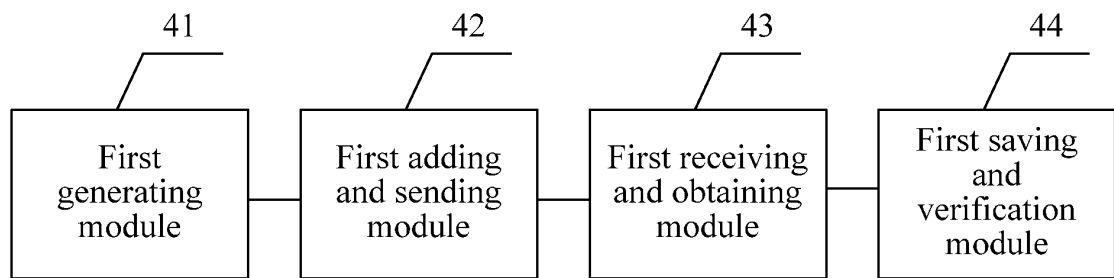 41
42
43
44
First
generating
module
First adding
and sending
module
First receiving
and obtaining
module
First saving
and
verification
module